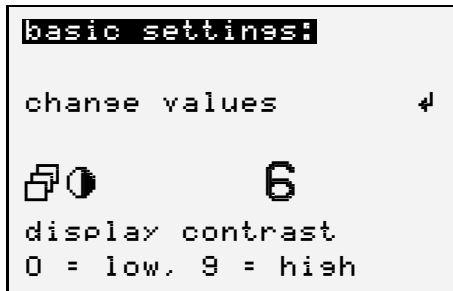 basic settings:
change values ↲
6
display contrast
0 = low, 9 = high